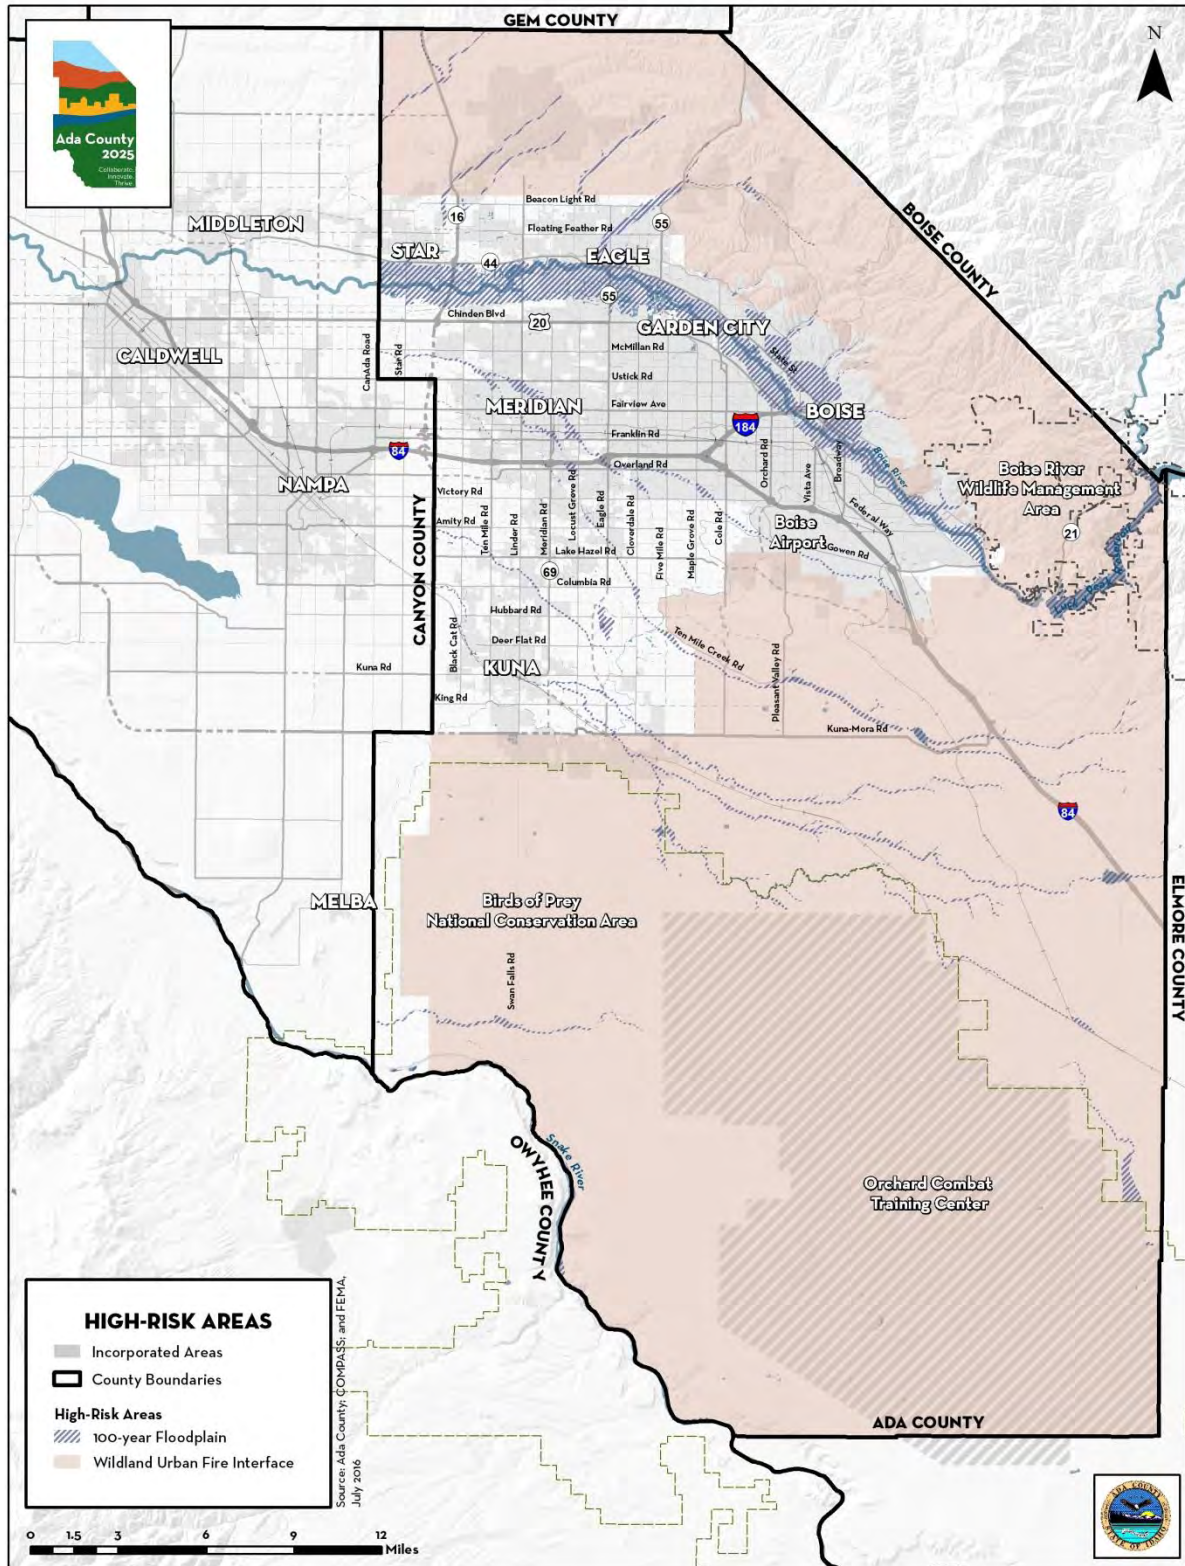 GEM COUNTY
N
Ada County
2025
Collaborate.
Innovate.
Thrive.
BOISE COUNTY
MIDDLETON
Beacon Light Rd
16
Floating Feather Rd
55
STAR
44
EAGLE
55
Chinden Blvd
20
GARDEN CITY
CanAda Road
Star Rd
McMillan Rd
State St
CALDWELL
Ustick Rd
MERIDIAN
Fairview Ave
BOISE
184
Franklin Rd
84
Overland Rd
Orchard Rd
Vista Ave
Broadway
Boise River
Boise River
Wildlife Management
Area
21
NAMPA
Victory Rd
Amity Rd
Ten Mile Rd
Linder Rd
Meridian Rd
Locust Grove Rd
Eagle Rd
Cloverdale Rd
Five Mile Rd
Maple Grove Rd
Cole Rd
Federal Way
Boise
Airport
Gowen Rd
Lake Hazel Rd
69
Columbia Rd
CANYON COUNTY
Hubbard Rd
Deer Flat Rd
Black Cat Rd
Ten Mile Creek Rd
Pleasant Valley Rd
Kuna Rd
KUNA
King Rd
Kuna-Mora Rd
84
MELBA
Birds of Prey
National Conservation Area
ELMORE COUNTY
Swan Falls Rd
Snake River
OWYHEE COUNTY
Orchard Combat
Training Center
ADA COUNTY
HIGH-RISK AREAS
Incorporated Areas
County Boundaries
High-Risk Areas
100-year Floodplain
Wildland Urban Fire Interface
Source: Ada County; COMPASS; and FEMA,
July 2016
0 1.5 3 6 9 12
Miles
ADA COUNTY
STATE OF IDAHO